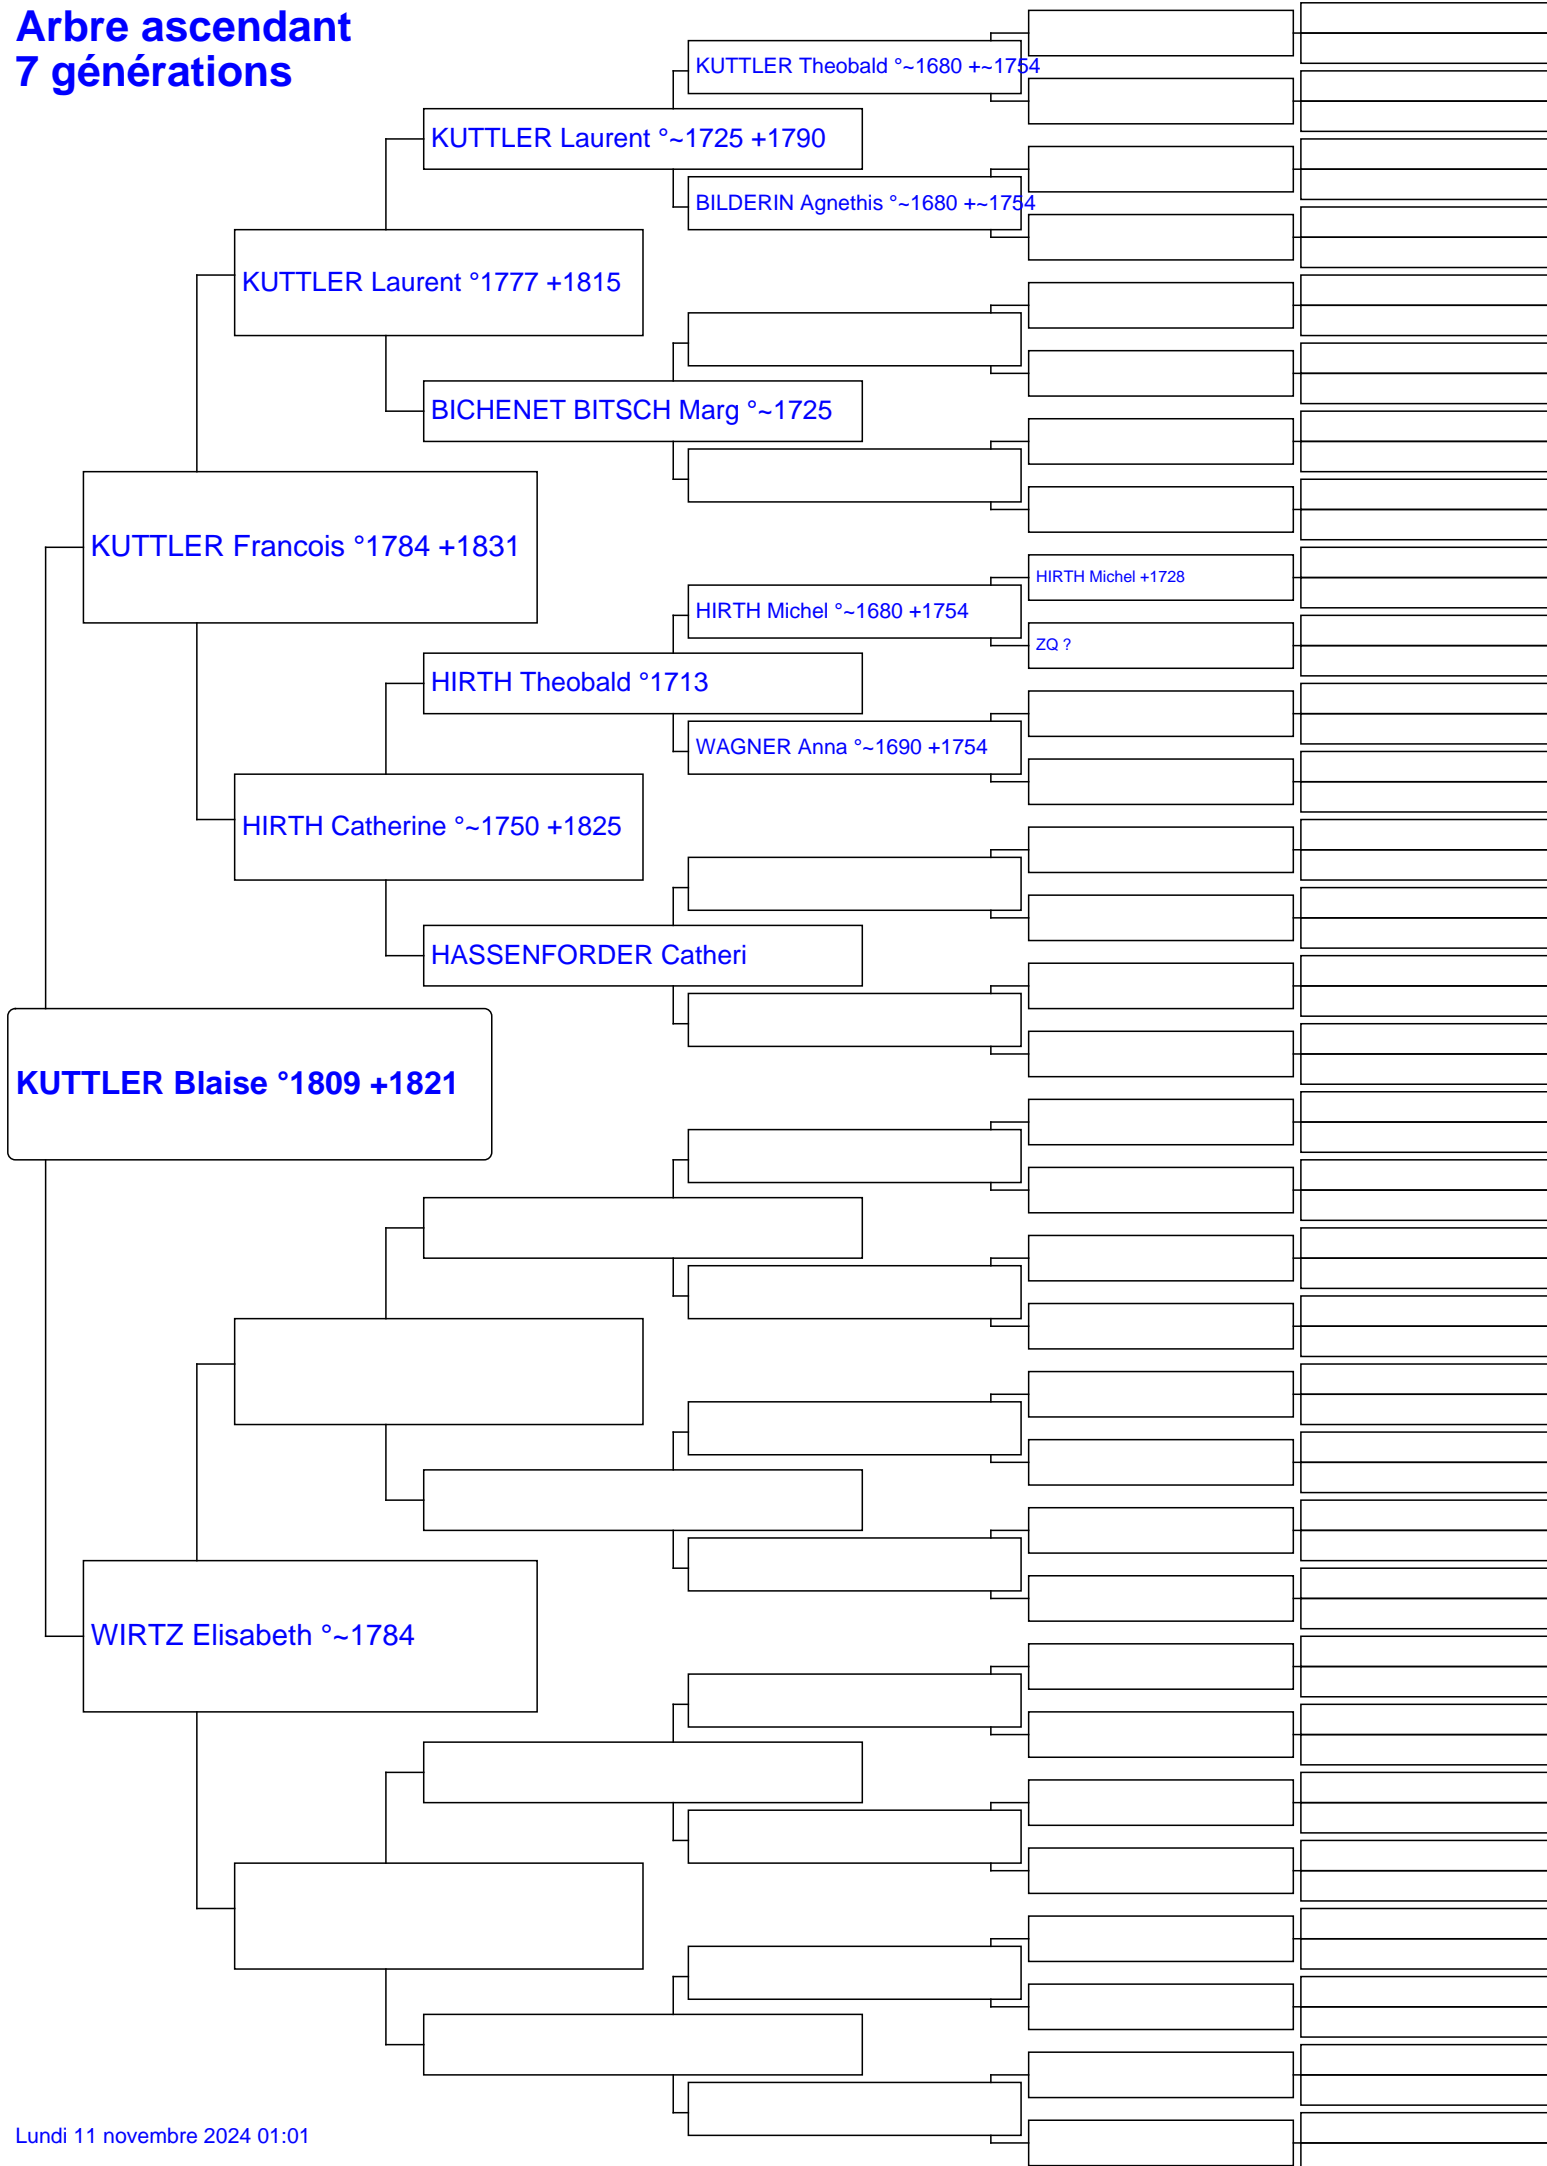 Arbre ascendant
7 générations
KUTTLER Theobald °~1680 +~1754
KUTTLER Laurent °~1725 +1790
BILDERIN Agnethis °~1680 +~1754
KUTTLER Laurent °1777 +1815
BICHENET BITSCH Marg °~1725
KUTTLER Francois °1784 +1831
HIRTH Michel +1728
HIRTH Michel °~1680 +1754
ZQ ?
HIRTH Theobald °1713
WAGNER Anna °~1690 +1754
HIRTH Catherine °~1750 +1825
HASSENFORDER Catheri
KUTTLER Blaise °1809 +1821
WIRTZ Elisabeth °~1784
Lundi 11 novembre 2024 01:01